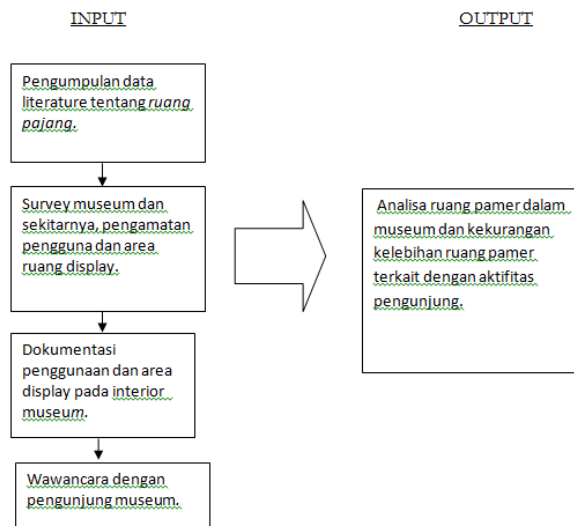 INPUT
OUTPUT
Pengumpulan data
literature tentang ruang
pajang.
Survey museum dan
sekitarnya, pengamatan
pengguna dan area
ruang display.
Dokumentasi
penggunaan dan area
display pada interior
museum.
Wawancara dengan
pengunjung museum.
Analisa ruang pamer dalam
museum dan kekurangan
kelebihan ruang pamer
terkait dengan aktifitas
pengunjung.